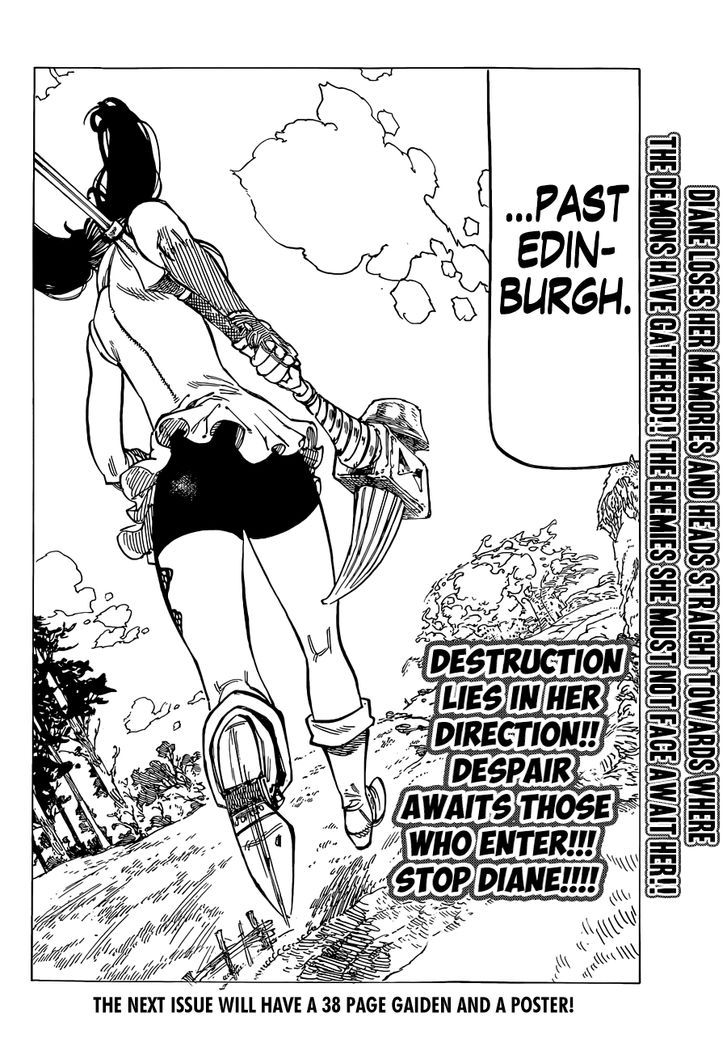 ...PAST
EDIN-
BURGH.
DIANE LOSES HER MEMORIES AND HEADS STRAIGHT TOWARDS WHERE
THE DEMONS HAVE GATHERED!! THE ENEMIES SHE MUST NOT FACE AWAIT HER!!
DESTRUCTION
LIES IN HER
DIRECTION!!
DESPAIR
AWAITS THOSE
WHO ENTER!!!
STOP DIANE!!!!
THE NEXT ISSUE WILL HAVE A 38 PAGE GAIDEN AND A POSTER!